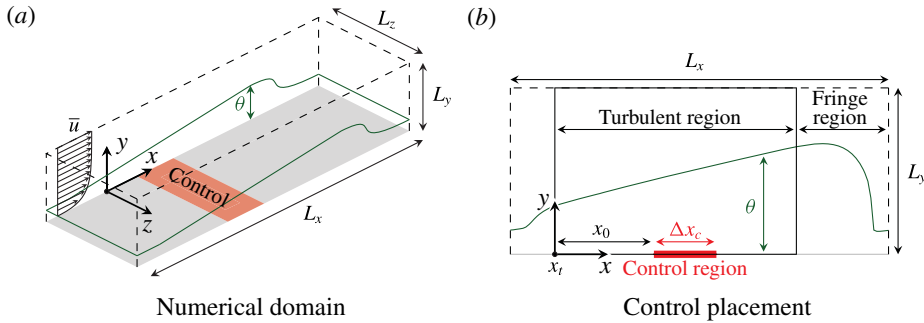 (a)
L_z
L_y
θ
u̅
y
x
z
Control
L_x
Numerical domain
(b)
L_x
Fringe
region
Turbulent region
L_y
y
x_0
Δx_c
θ
x_t
x
Control region
Control placement